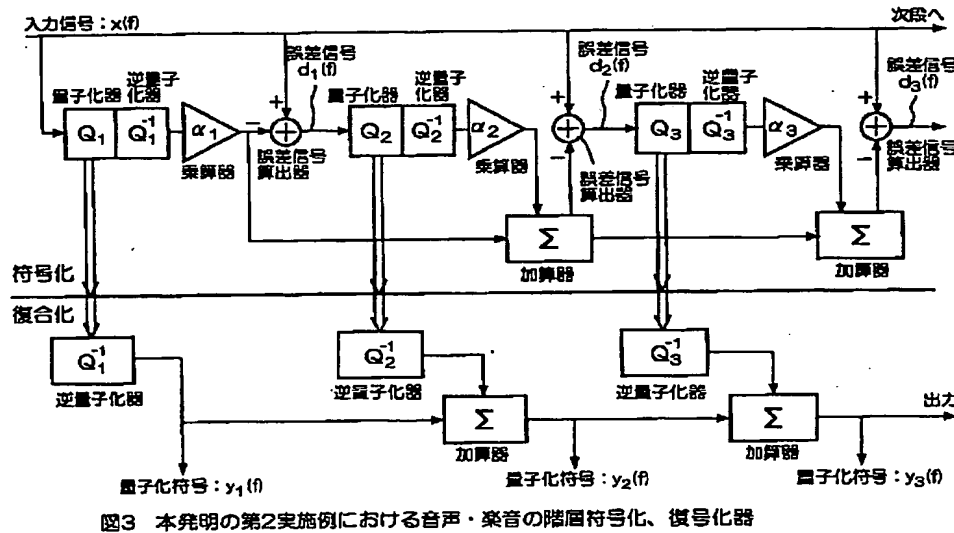 入力信号：x(f)
次段へ
誤差信号
d₁(f)
誤差信号
d₂(f)
誤差信号
d₃(f)
量子化器
逆量子
化器
量子化器
逆量子
化器
量子化器
逆量子
化器
+
+
+
Q₁
Q₁⁻¹
α₁
−
Q₂
Q₂⁻¹
α₂
−
Q₃
Q₃⁻¹
α₃
−
乗算器
誤差信号
算出器
乗算器
誤差信号
算出器
乗算器
誤差信号
算出器
Σ
加算器
Σ
加算器
符号化
復合化
Q₁⁻¹
逆量子化器
Q₂⁻¹
逆量子化器
Q₃⁻¹
逆量子化器
Σ
加算器
Σ
加算器
出力
量子化符号：y₁(f)
量子化符号：y₂(f)
量子化符号：y₃(f)
図3　本発明の第2実施例における音声・楽音の階層符号化、復号化器